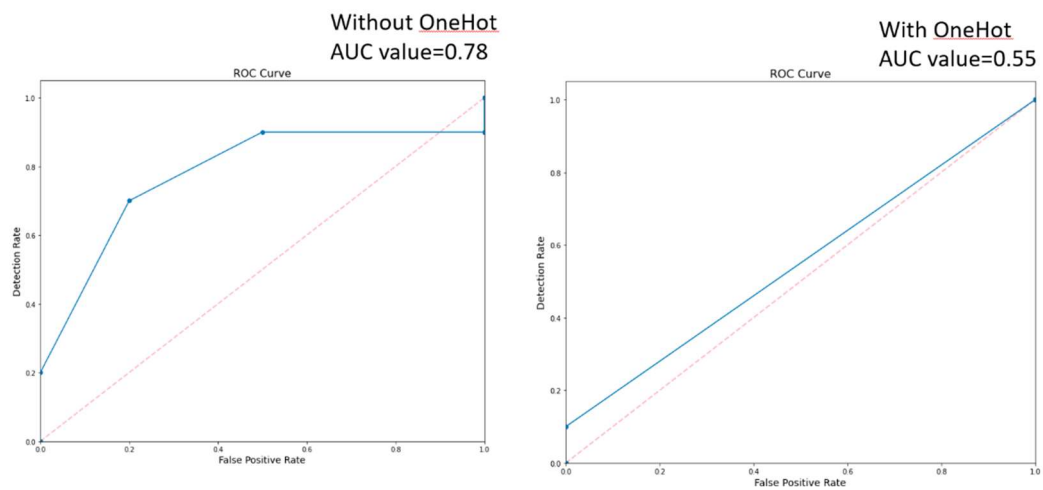 Without OneHot
AUC value=0.78
ROC Curve
1.0
0.8
0.6
0.4
0.2
0.0
Detection Rate
0.0 0.2 0.4 0.6 0.8 1.0
False Positive Rate
With OneHot
AUC value=0.55
ROC Curve
1.0
0.8
0.6
0.4
0.2
0.0
Detection Rate
0.0 0.2 0.4 0.6 0.8 1.0
False Positive Rate